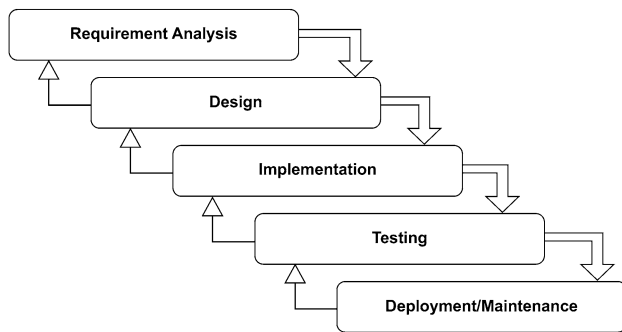 Requirement Analysis
Design
Implementation
Testing
Deployment/Maintenance